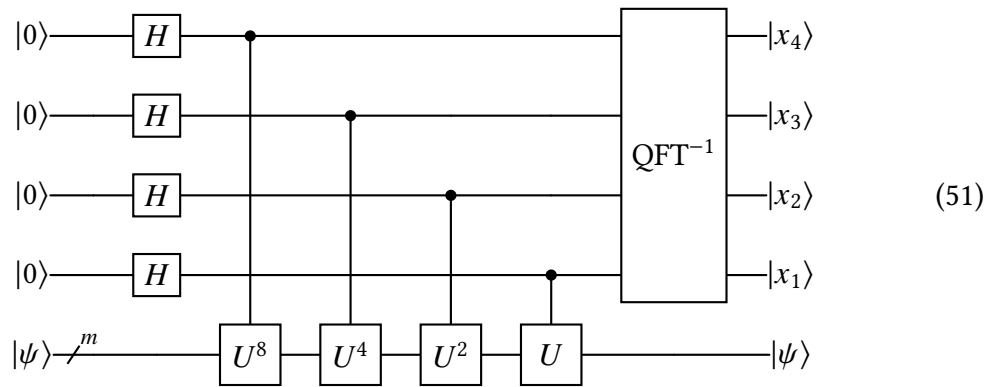 |0⟩ H |x₄⟩
|0⟩ H |x₃⟩
QFT⁻¹
|0⟩ H |x₂⟩ (51)
|0⟩ H |x₁⟩
|ψ⟩ m U⁸ U⁴ U² U |ψ⟩